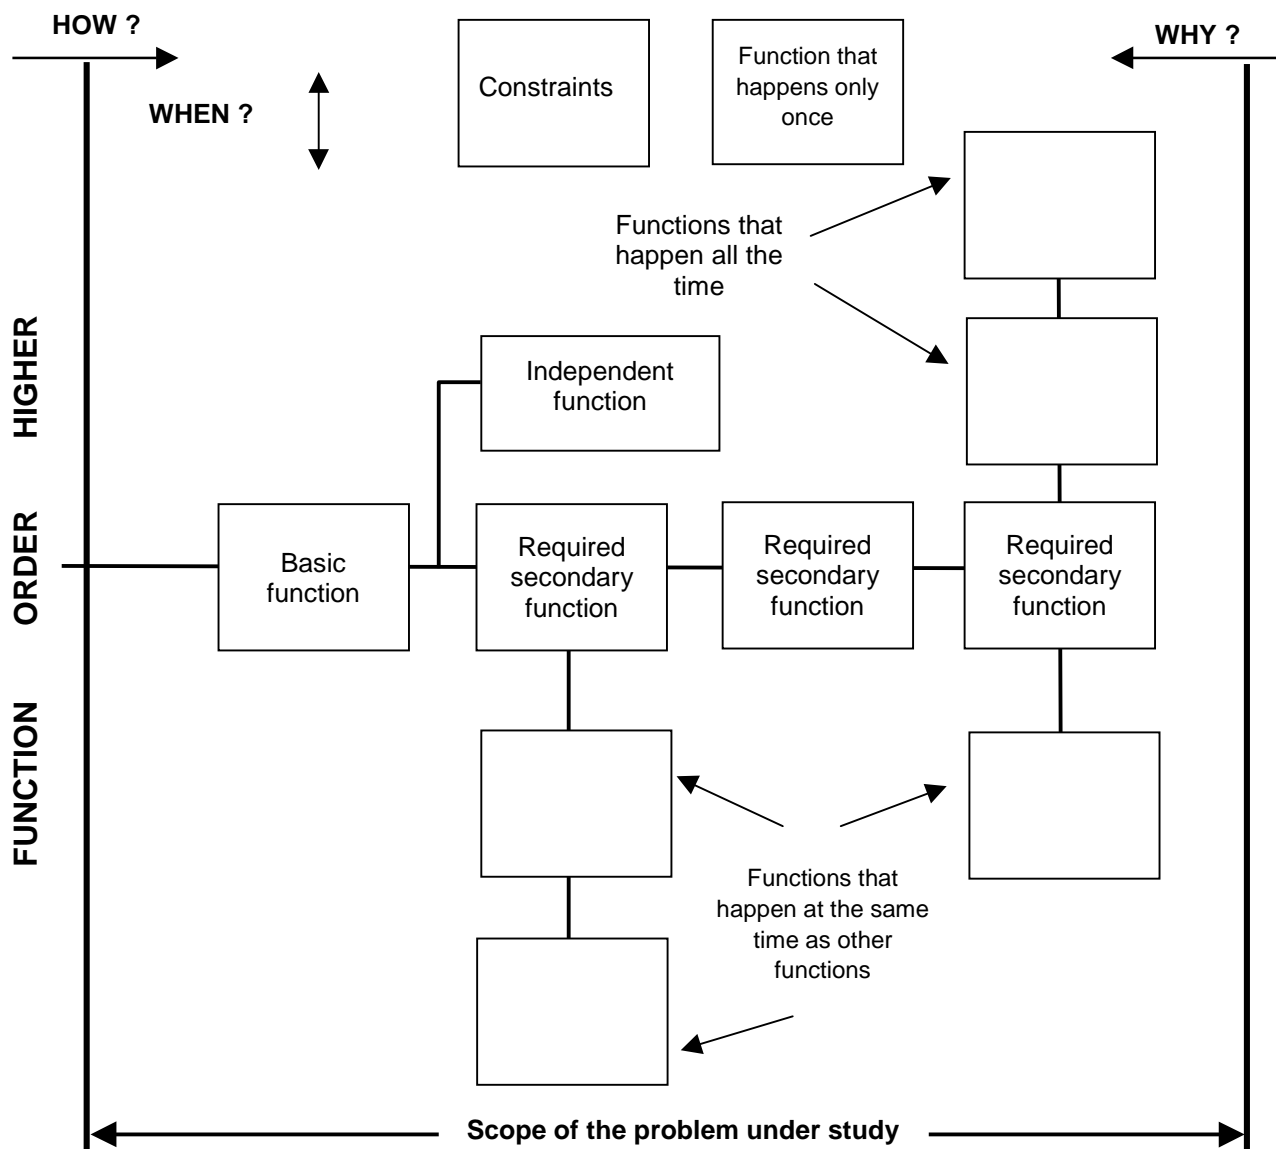 HOW ?
WHY ?
WHEN ?
Constraints
Function that
happens only
once
Functions that
happen all the
time
HIGHER
ORDER
FUNCTION
Independent
function
Basic
function
Required
secondary
function
Required
secondary
function
Required
secondary
function
Functions that
happen at the same
time as other
functions
Scope of the problem under study